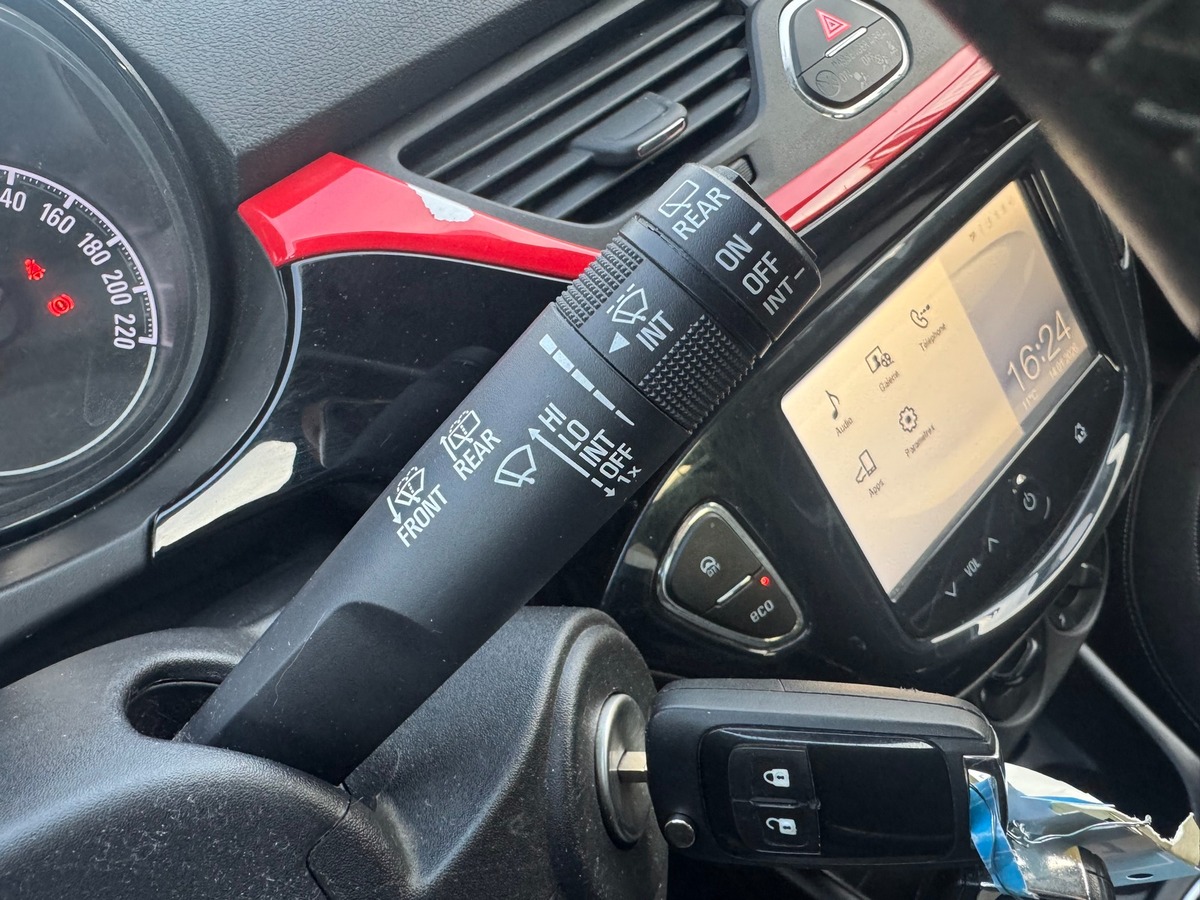 40
160
180
200
220
REAR
ON
OFF
INT
INT
HI
LO
INT
OFF
1x
REAR
FRONT
16:24
Téléphone
Galerie
Audio
Paramètres
Apps
VOL
CITY
eco